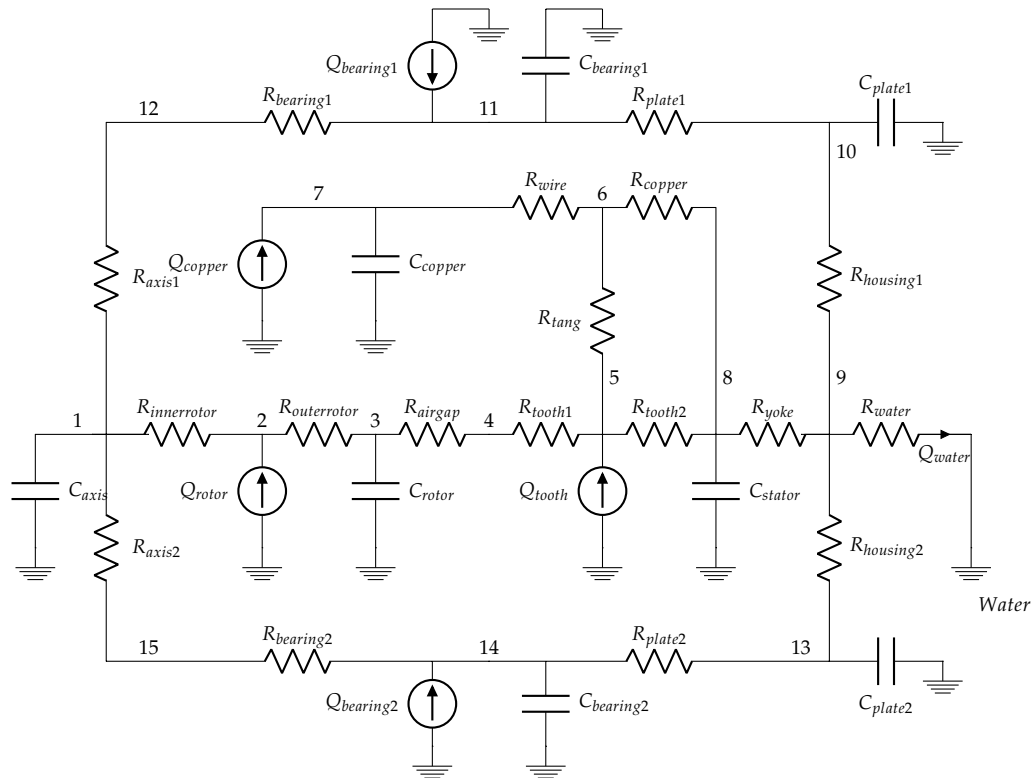 Q_bearing1
C_bearing1
C_plate1
12
R_bearing1
11
R_plate1
10
7
R_wire
6
R_copper
R_axis1
Q_copper
C_copper
R_tang
R_housing1
5
8
9
1
R_innerrotor
2
R_outerrotor
3
R_airgap
4
R_tooth1
R_tooth2
R_yoke
R_water
Q_water
C_axis
Q_rotor
C_rotor
Q_tooth
C_stator
R_axis2
R_housing2
Water
15
R_bearing2
14
R_plate2
13
Q_bearing2
C_bearing2
C_plate2